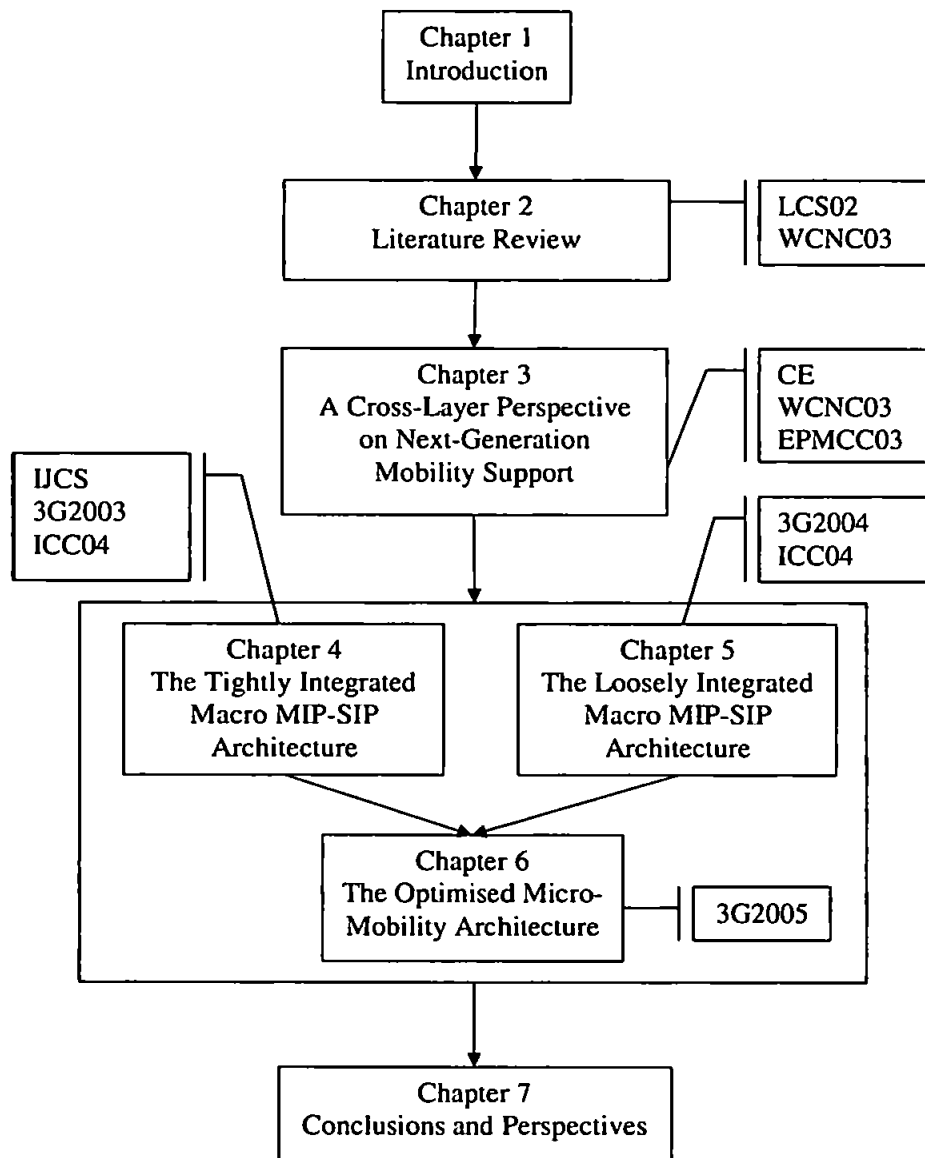 Chapter 1
Introduction
Chapter 2
Literature Review
LCS02
WCNC03
Chapter 3
A Cross-Layer Perspective
on Next-Generation
Mobility Support
CE
WCNC03
EPMCC03
IJCS
3G2003
ICC04
3G2004
ICC04
Chapter 4
The Tightly Integrated
Macro MIP-SIP
Architecture
Chapter 5
The Loosely Integrated
Macro MIP-SIP
Architecture
Chapter 6
The Optimised Micro-
Mobility Architecture
3G2005
Chapter 7
Conclusions and Perspectives